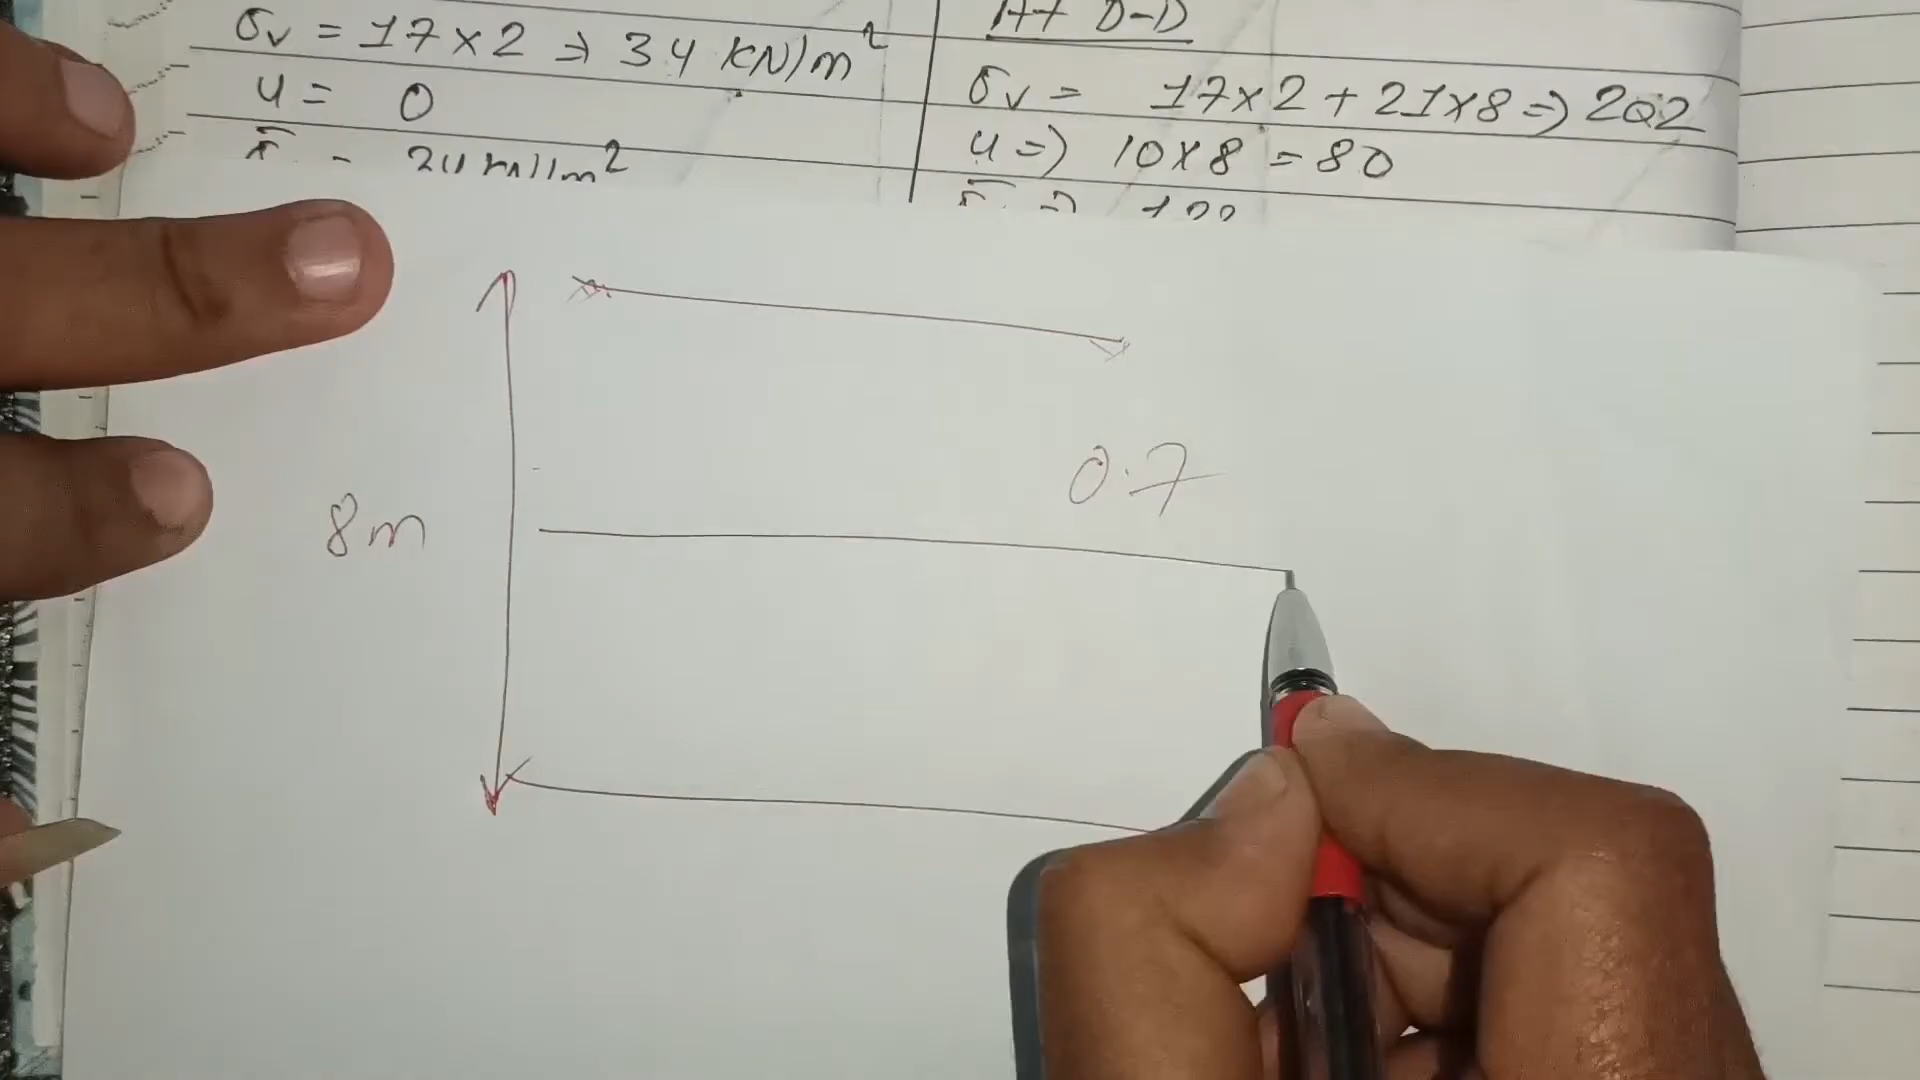 σv = 17×2 ⇒ 34 KN/m²
u = 0
At D-D
σv = 17×2 + 21×8 ⇒ 202
u ⇒ 10×8 = 80
0.7
8m